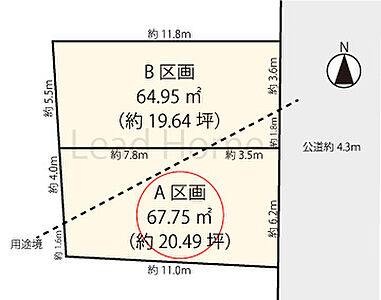 約 11.8m
N
B 区画
64.95 ㎡
(約 19.64 坪)
約 5.5m
約 3.6m
約 1.8m
公道約 4.3m
Lead Home
約 7.8m
約 3.5m
約 4.0m
A 区画
67.75 ㎡
(約 20.49 坪)
約 6.2m
用途境
約 1.6m
約 11.0m